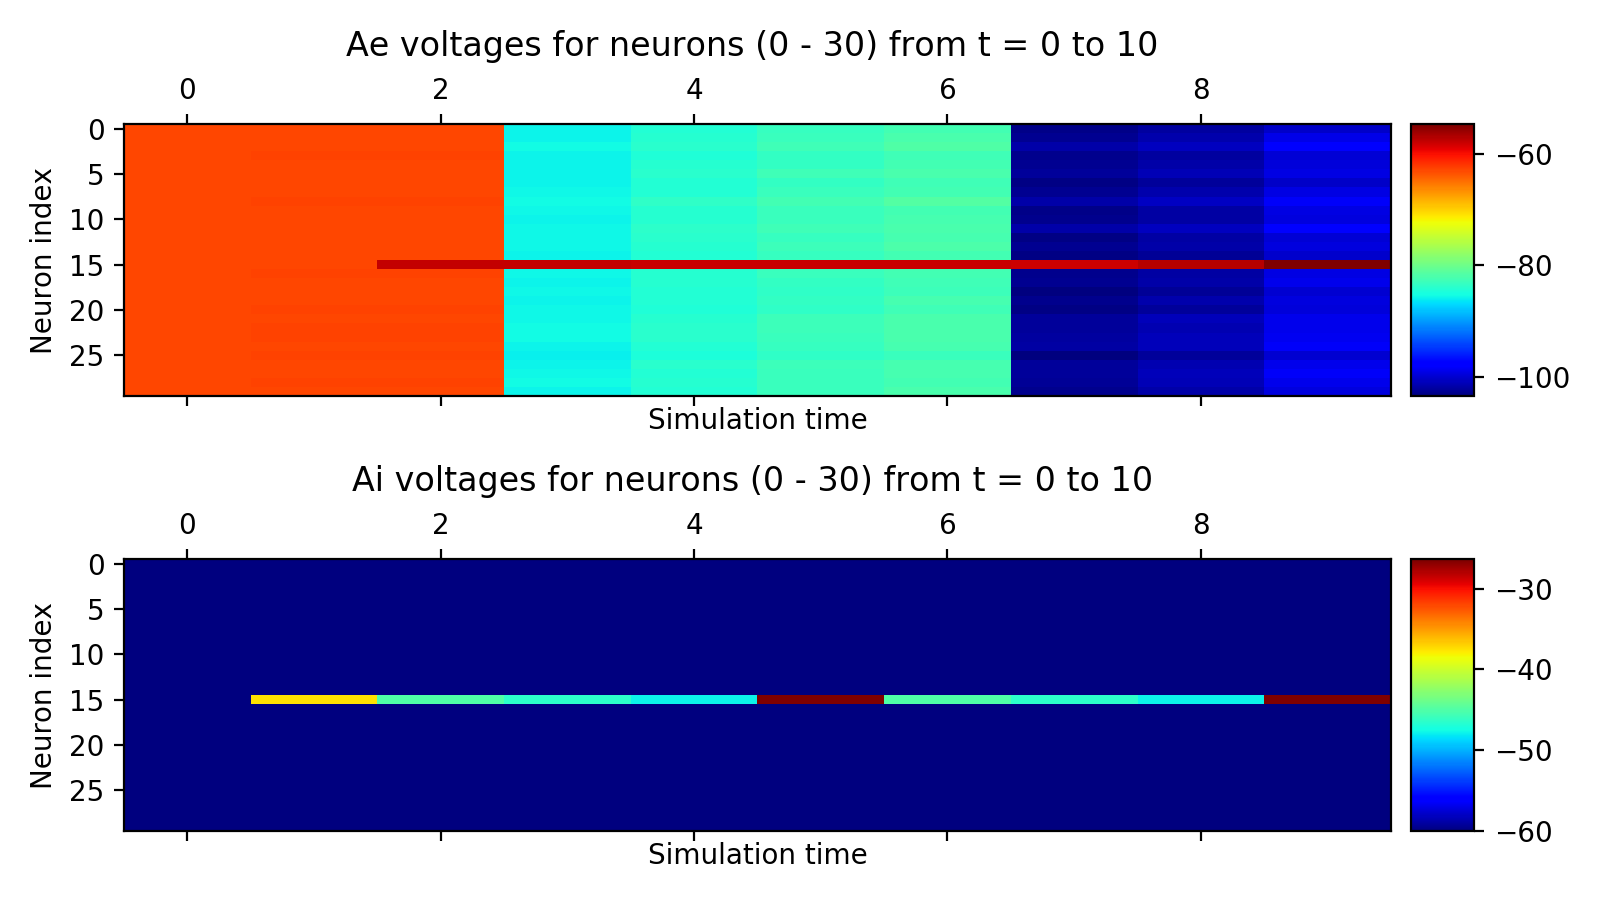 Ae voltages for neurons (0 - 30) from t = 0 to 10
0 2 4 6 8
Neuron index
0
5
10
15
20
25
−60
−80
−100
Simulation time
Ai voltages for neurons (0 - 30) from t = 0 to 10
0 2 4 6 8
Neuron index
0
5
10
15
20
25
−30
−40
−50
−60
Simulation time